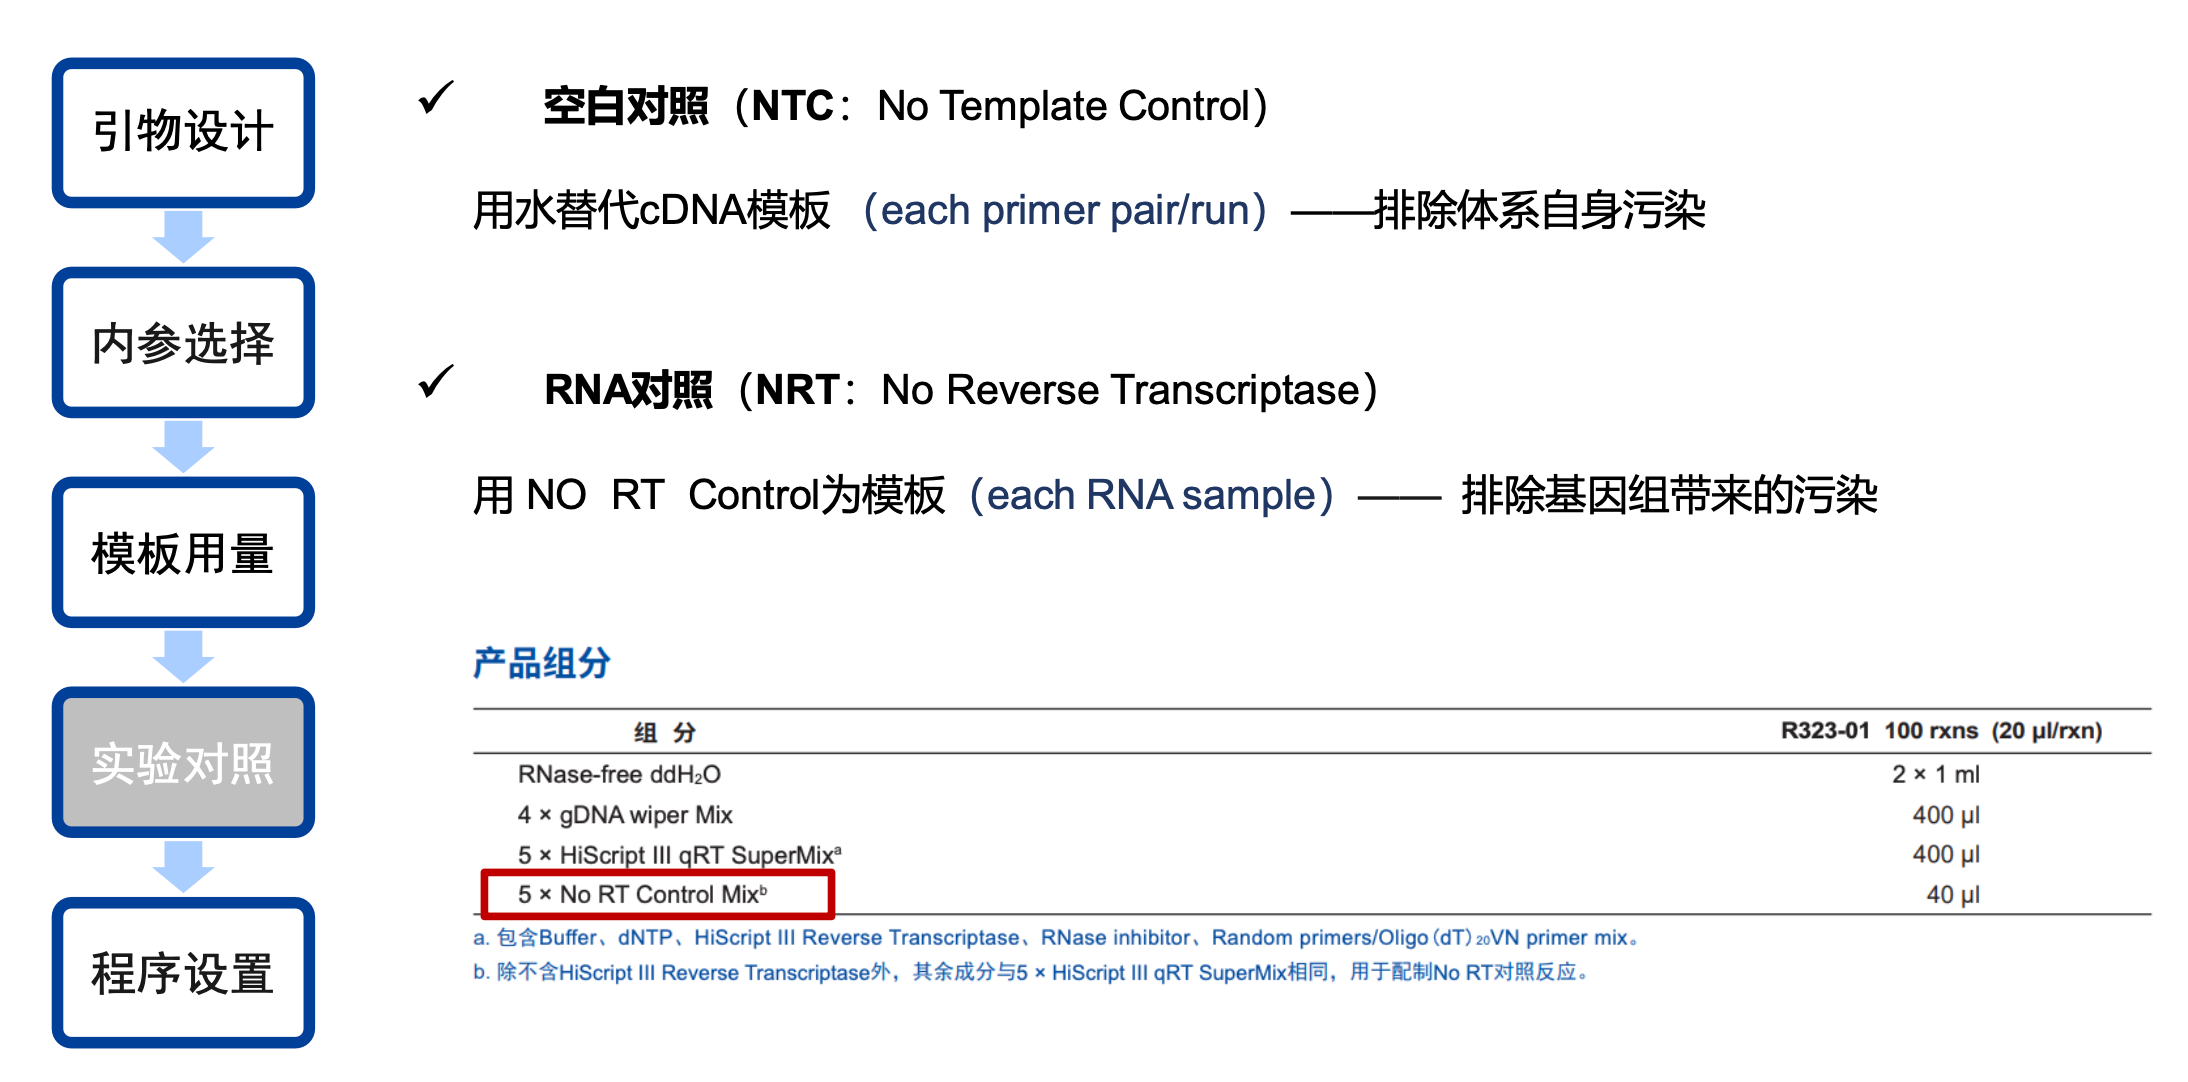 引物设计
内参选择
模板用量
实验对照
程序设置
✓ 空白对照（NTC：No Template Control）
用水替代cDNA模板（each primer pair/run）——排除体系自身污染
✓ RNA对照（NRT：No Reverse Transcriptase）
用 NO RT Control为模板（each RNA sample）—— 排除基因组带来的污染
产品组分
组 分 R323-01 100 rxns (20 μl/rxn)
RNase-free ddH₂O 2 × 1 ml
4 × gDNA wiper Mix 400 μl
5 × HiScript III qRT SuperMixᵃ 400 μl
5 × No RT Control Mixᵇ 40 μl
a. 包含Buffer、dNTP、HiScript III Reverse Transcriptase、RNase inhibitor、Random primers/Oligo (dT)₂₀VN primer mix。
b. 除不含HiScript III Reverse Transcriptase外，其余成分与5 × HiScript III qRT SuperMix相同，用于配制No RT对照反应。